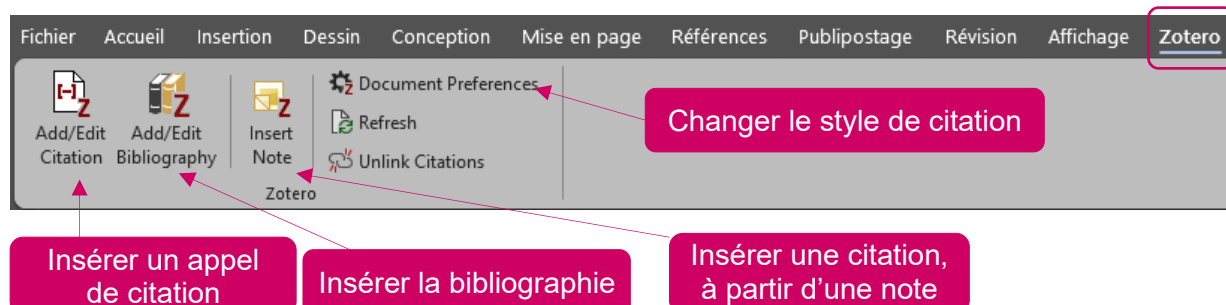 Fichier Accueil Insertion Dessin Conception Mise en page Références Publipostage Révision Affichage Zotero
Add/Edit
Citation
Add/Edit
Bibliography
Insert
Note
Document Preferences
Refresh
Unlink Citations
Zotero
Changer le style de citation
Insérer un appel
de citation
Insérer la bibliographie
Insérer une citation,
à partir d’une note